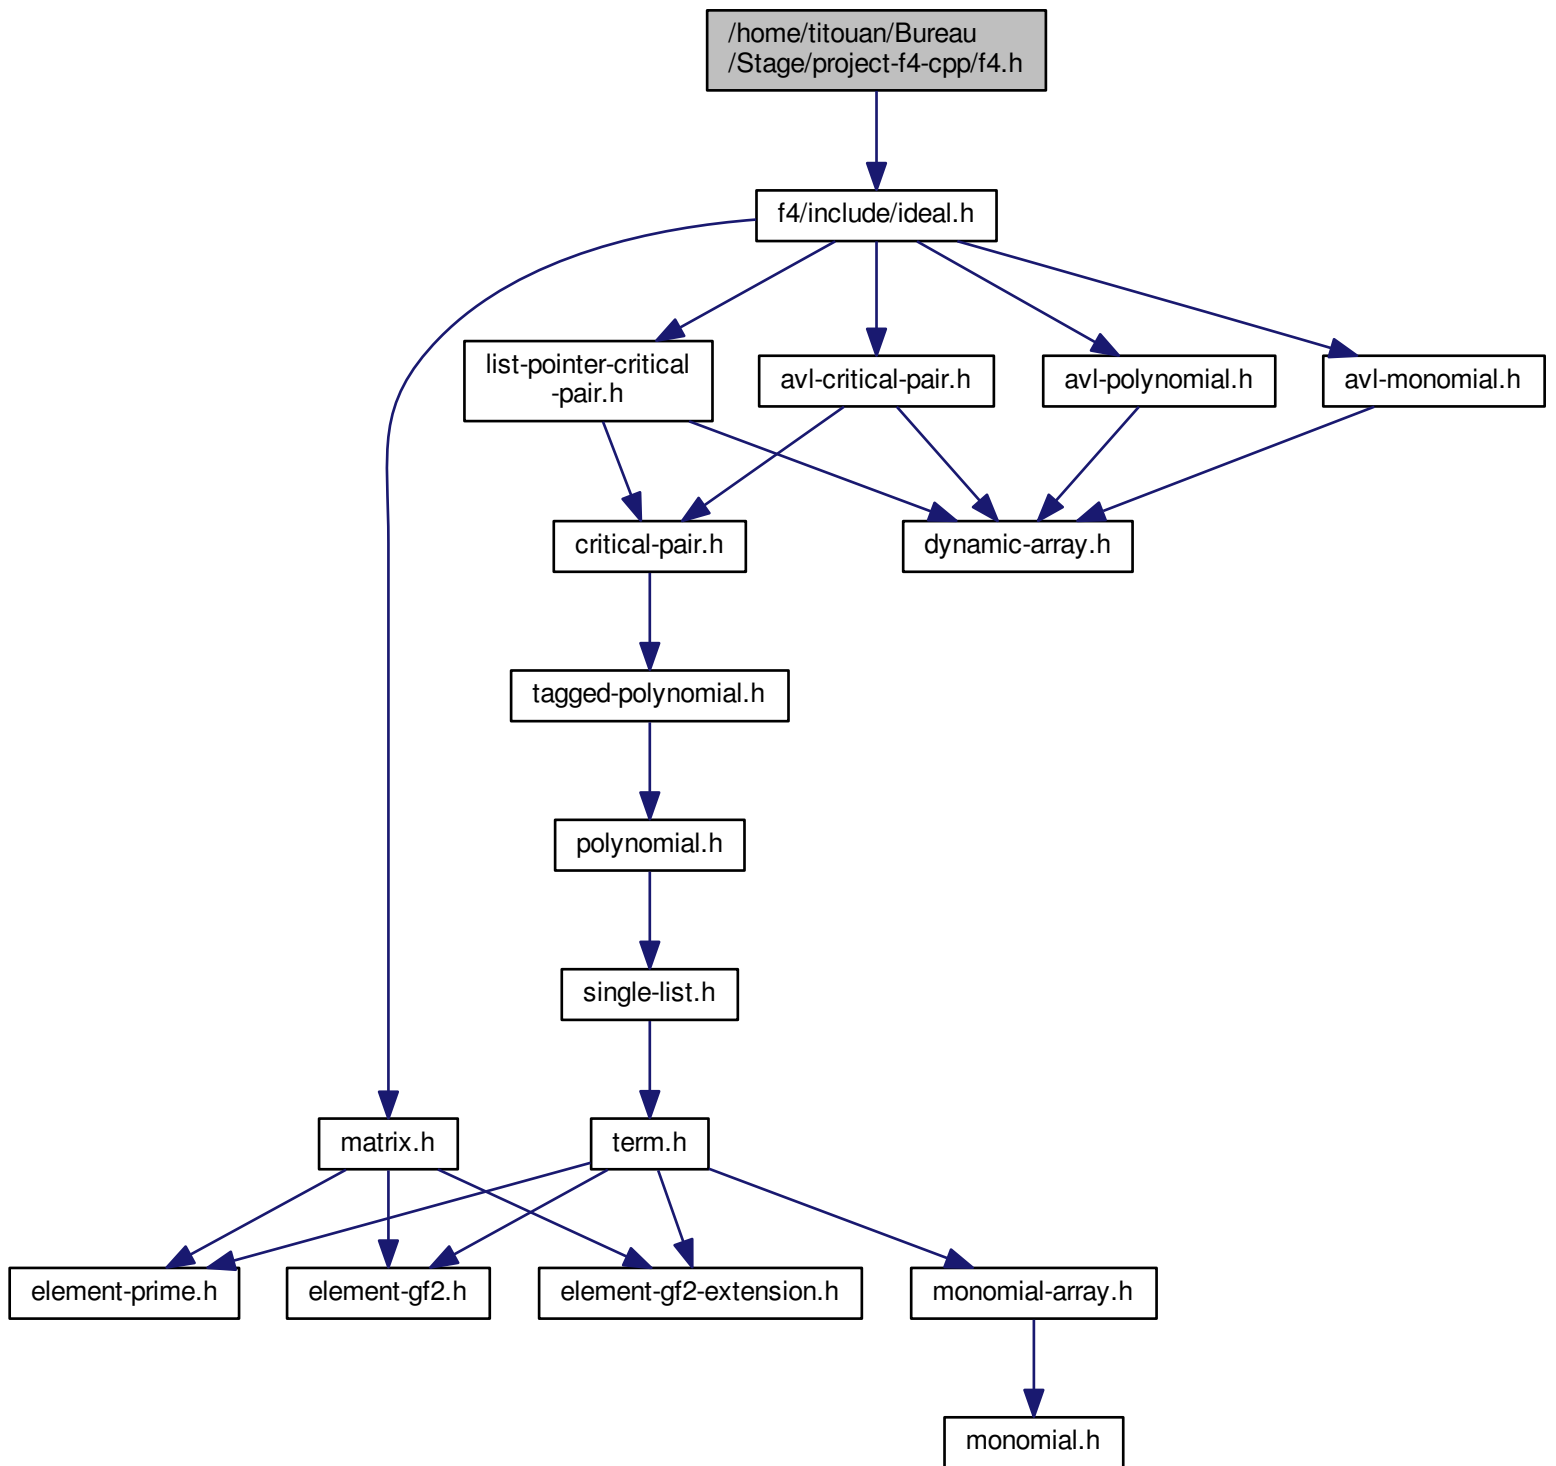 /home/titouan/Bureau
/Stage/project-f4-cpp/f4.h
f4/include/ideal.h
list-pointer-critical
-pair.h
avl-critical-pair.h
avl-polynomial.h
avl-monomial.h
critical-pair.h
dynamic-array.h
tagged-polynomial.h
polynomial.h
single-list.h
matrix.h
term.h
element-prime.h
element-gf2.h
element-gf2-extension.h
monomial-array.h
monomial.h